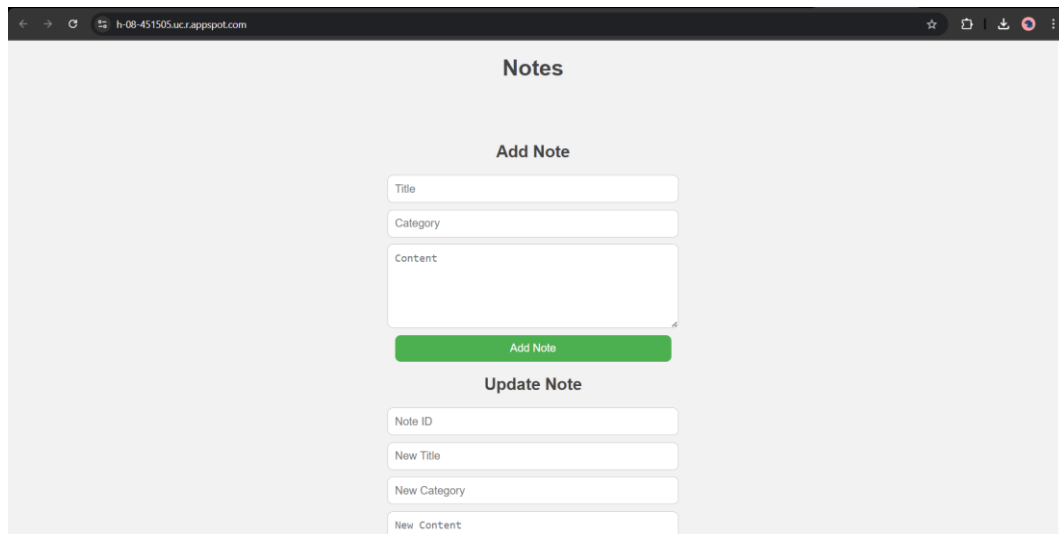 h-08-451505.uc.r.appspot.com
Notes
Add Note
Title
Category
Content
Add Note
Update Note
Note ID
New Title
New Category
New Content